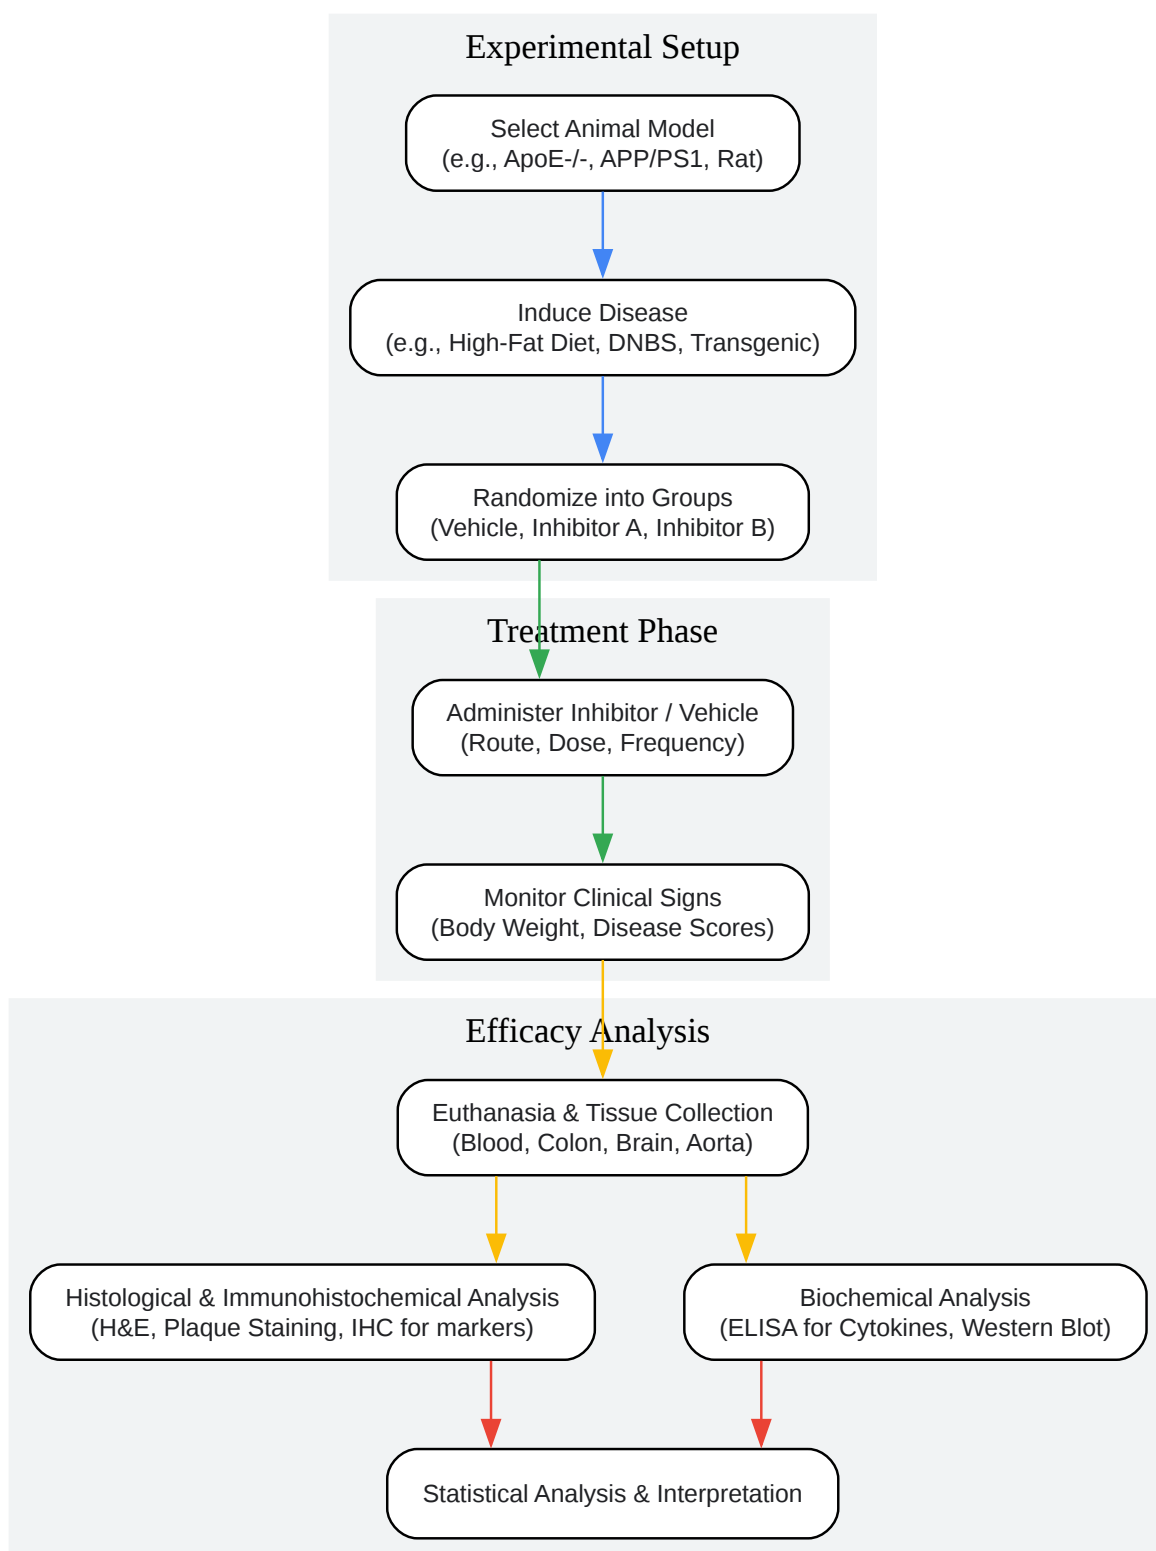 Experimental Setup
Select Animal Model
(e.g., ApoE-/-, APP/PS1, Rat)
Induce Disease
(e.g., High-Fat Diet, DNBS, Transgenic)
Randomize into Groups
(Vehicle, Inhibitor A, Inhibitor B)
Treatment Phase
Administer Inhibitor / Vehicle
(Route, Dose, Frequency)
Monitor Clinical Signs
(Body Weight, Disease Scores)
Efficacy Analysis
Euthanasia & Tissue Collection
(Blood, Colon, Brain, Aorta)
Histological & Immunohistochemical Analysis
(H&E, Plaque Staining, IHC for markers)
Biochemical Analysis
(ELISA for Cytokines, Western Blot)
Statistical Analysis & Interpretation